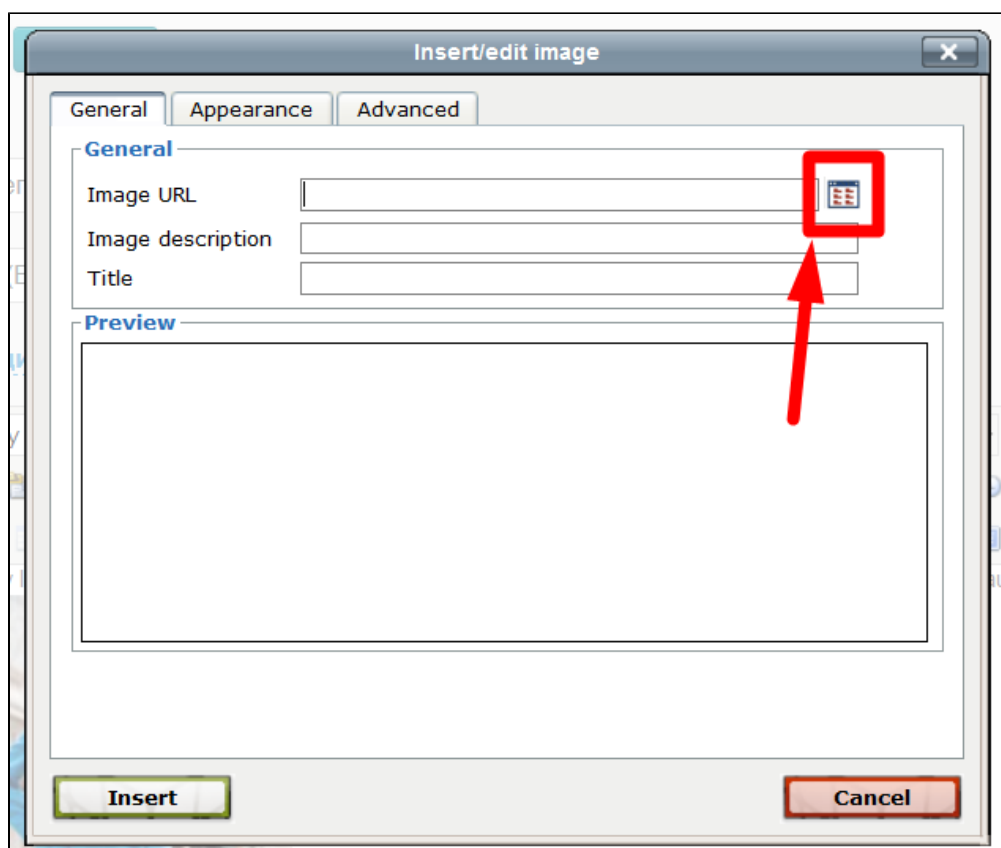 Insert/edit image
General Appearance Advanced
General
Image URL
Image description
Title
Preview
Insert Cancel